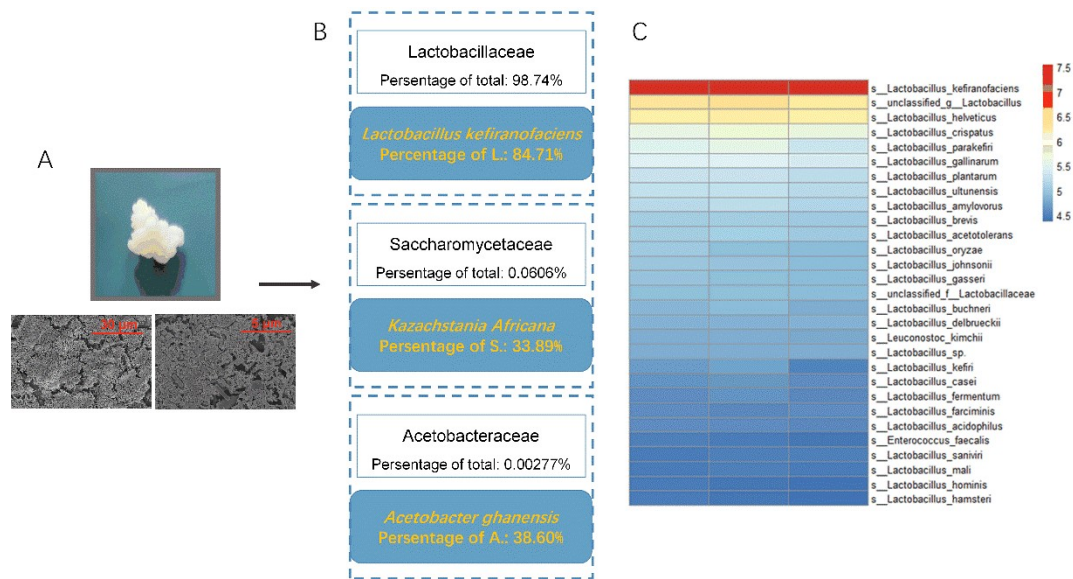 A
30 μm
5 μm
B
Lactobacillaceae
Persentage of total: 98.74%
Lactobacillus kefiranofaciens
Percentage of L.: 84.71%
Saccharomycetaceae
Persentage of total: 0.0606%
Kazachstania Africana
Persentage of S.: 33.89%
Acetobacteraceae
Persentage of total: 0.00277%
Acetobacter ghanensis
Persentage of A.: 38.60%
C
s__Lactobacillus_kefiranofaciens
s__unclassified_g__Lactobacillus
s__Lactobacillus_helveticus
s__Lactobacillus_crispatus
s__Lactobacillus_parakefiri
s__Lactobacillus_gallinarum
s__Lactobacillus_plantarum
s__Lactobacillus_ultunensis
s__Lactobacillus_amylovorus
s__Lactobacillus_brevis
s__Lactobacillus_acetotolerans
s__Lactobacillus_oryzae
s__Lactobacillus_johnsonii
s__Lactobacillus_gasseri
s__unclassified_f__Lactobacillaceae
s__Lactobacillus_buchneri
s__Lactobacillus_delbrueckii
s__Leuconostoc_kimchii
s__Lactobacillus_sp.
s__Lactobacillus_kefiri
s__Lactobacillus_casei
s__Lactobacillus_fermentum
s__Lactobacillus_farciminis
s__Lactobacillus_acidophilus
s__Enterococcus_faecalis
s__Lactobacillus_saniviri
s__Lactobacillus_mali
s__Lactobacillus_hominis
s__Lactobacillus_hamsteri
7.5
7
6.5
6
5.5
5
4.5